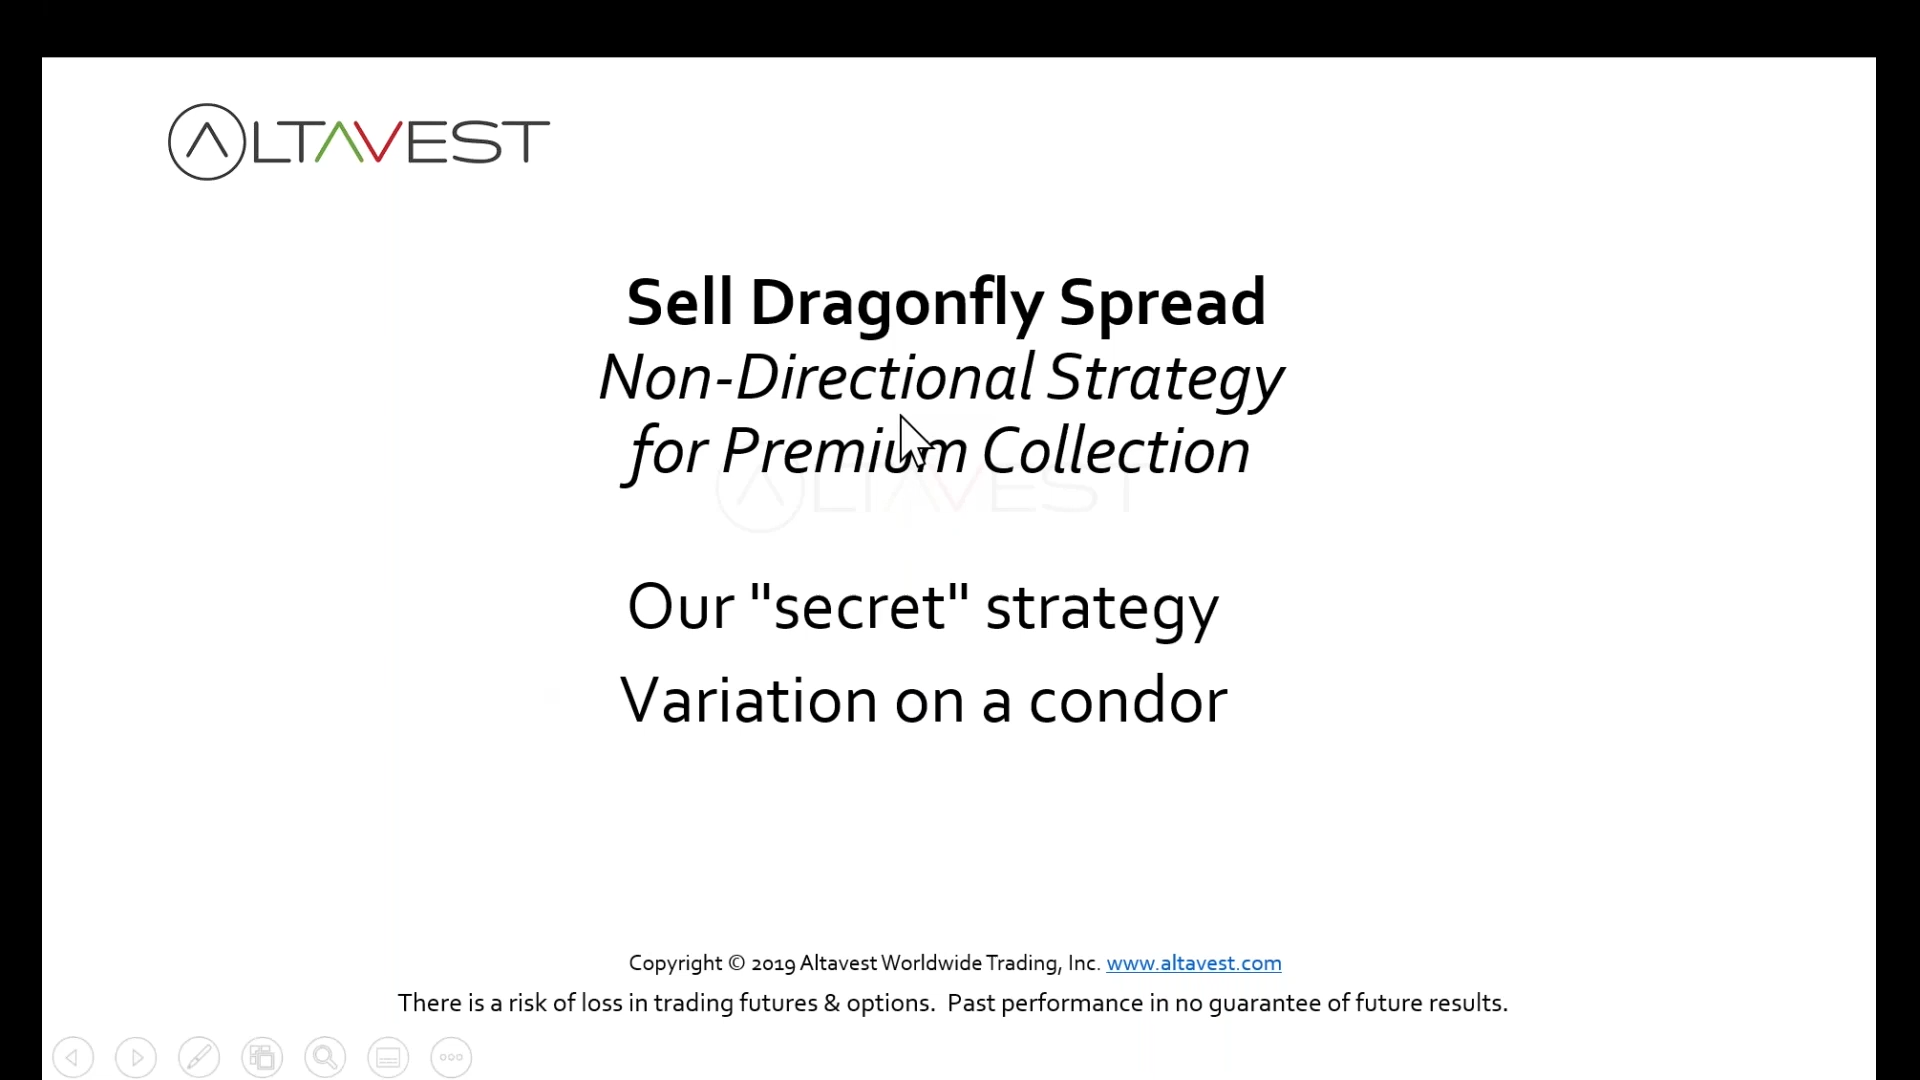 ALTAVEST
Sell Dragonfly Spread
Non-Directional Strategy
for Premium Collection
ALTAVEST
Our "secret" strategy
Variation on a condor
Copyright © 2019 Altavest Worldwide Trading, Inc. www.altavest.com
There is a risk of loss in trading futures & options. Past performance in no guarantee of future results.